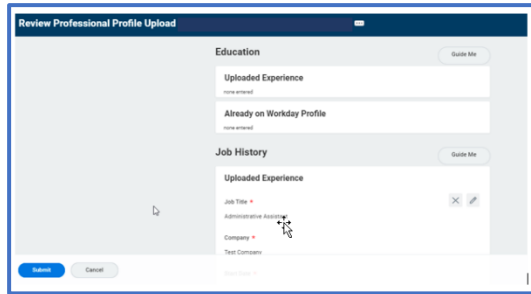 Review Professional Profile Upload
Education
Guide Me
Uploaded Experience
none entered
Already on Workday Profile
none entered
Job History
Guide Me
Uploaded Experience
Job Title *
Administrative Assistant
Company *
Test Company
Submit
Cancel